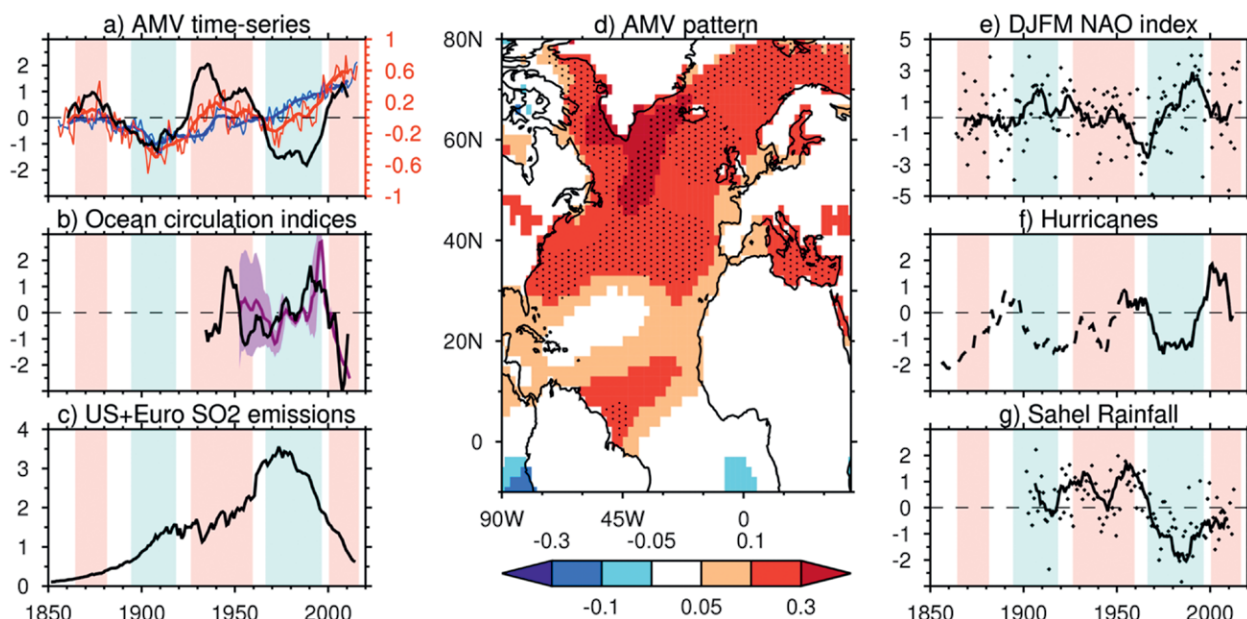 a) AMV time-series
2
1
0
-1
-2
1
0.6
0.2
-0.2
-0.6
-1
b) Ocean circulation indices
2
1
0
-1
-2
c) US+Euro SO2 emissions
4
3
2
1
0
1850 1900 1950 2000
d) AMV pattern
80N
60N
40N
20N
0
90W 45W 0
-0.3 -0.05 0.1
-0.1 0.05 0.3
e) DJFM NAO index
5
3
1
-1
-3
-5
f) Hurricanes
2
1
0
-1
-2
g) Sahel Rainfall
2
1
0
-1
-2
1850 1900 1950 2000